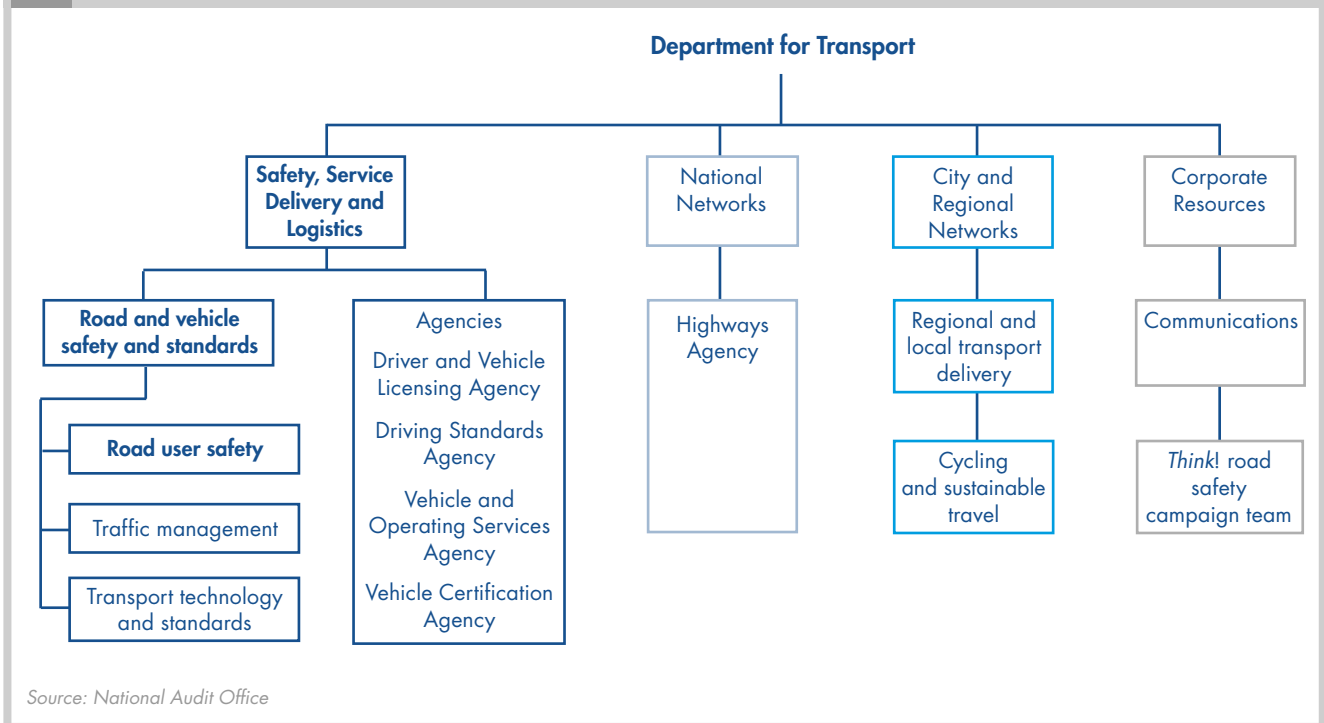 Department for Transport
Safety, Service
Delivery and
Logistics
National
Networks
City and
Regional
Networks
Corporate
Resources
Road and vehicle
safety and standards
Agencies
Driver and Vehicle
Licensing Agency
Driving Standards
Agency
Vehicle and
Operating Services
Agency
Vehicle Certification
Agency
Highways
Agency
Regional and
local transport
delivery
Communications
Road user safety
Traffic management
Transport technology
and standards
Cycling
and sustainable
travel
Think! road
safety
campaign team
Source: National Audit Office